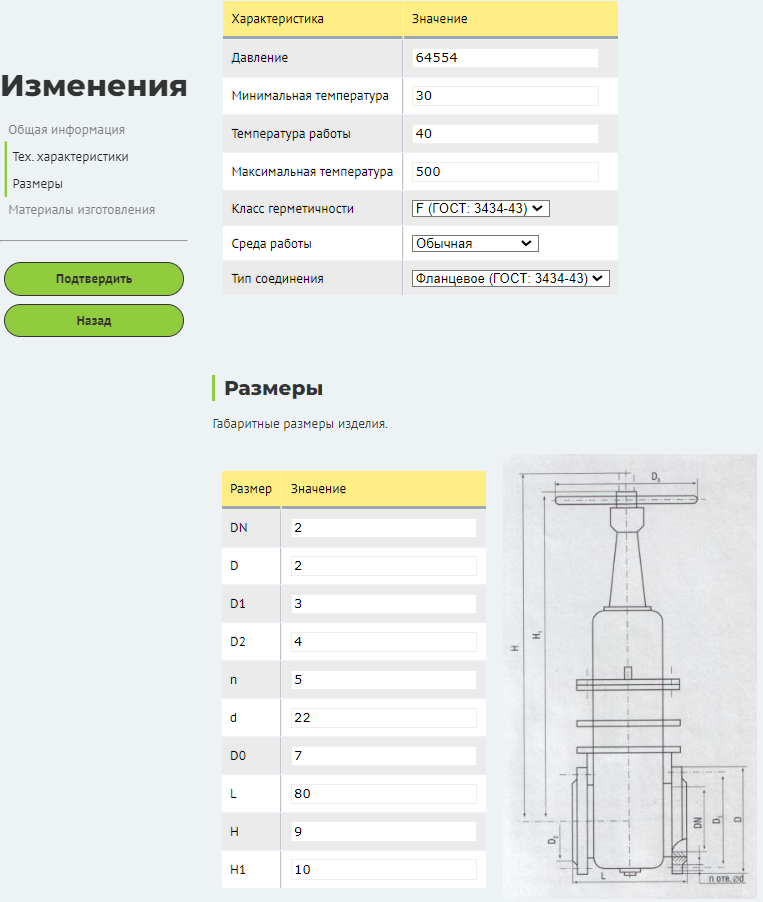 Изменения
Общая информация
Тех. характеристики
Размеры
Материалы изготовления
Подтвердить
Назад
Характеристика Значение
Давление 64554
Минимальная температура 30
Температура работы 40
Максимальная температура 500
Класс герметичности F (ГОСТ: 3434-43)
Среда работы Обычная
Тип соединения Фланцевое (ГОСТ: 3434-43)
Размеры
Габаритные размеры изделия.
Размер Значение
DN 2
D 2
D1 3
D2 4
n 5
d 22
D0 7
L 80
H 9
H1 10
D₀
H
H₁
D₂
DN
D₁
D
L
n отв. Ød